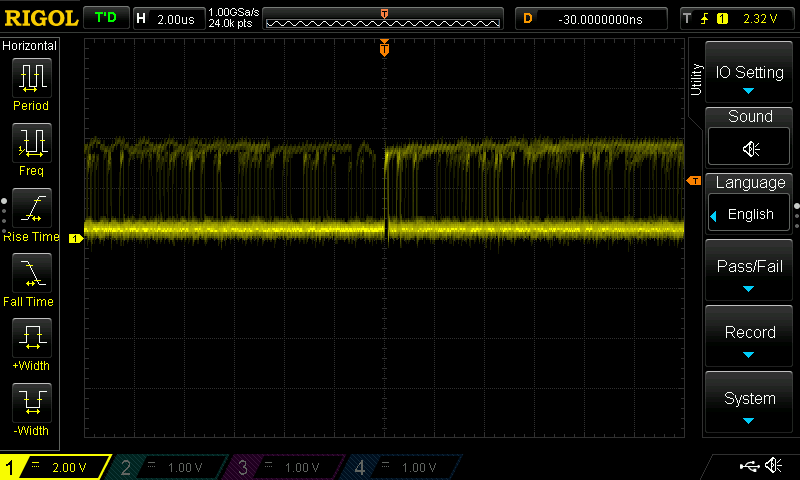 RIGOL T'D H 2.00us 1.00GSa/s 24.0k pts T D -30.0000000ns T 1 2.32 V
Horizontal
Period
Freq
Rise Time
Fall Time
+Width
-Width
T
T
1
Utility
IO Setting
Sound
Language
English
Pass/Fail
Record
System
1 2.00 V 2 1.00 V 3 1.00 V 4 1.00 V